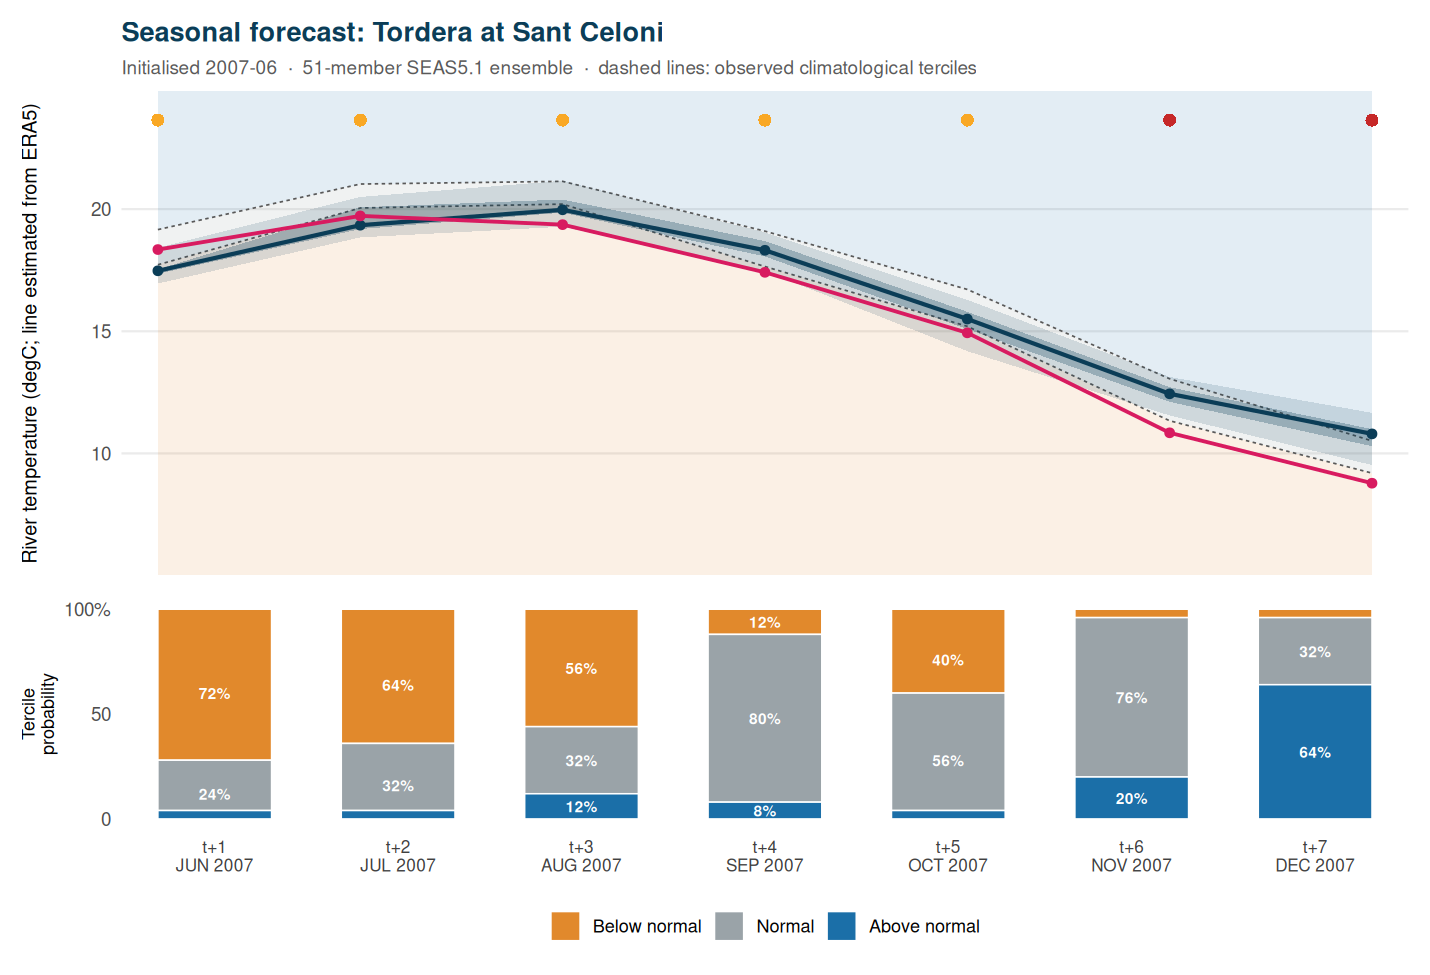 Seasonal forecast: Tordera at Sant Celoni
Initialised 2007-06 · 51-member SEAS5.1 ensemble · dashed lines: observed climatological terciles
River temperature (degC; line estimated from ERA5)
20
15
10
Tercile
probability
100%
50
0
72%
24%
64%
32%
56%
32%
12%
12%
80%
8%
40%
56%
76%
20%
32%
64%
t+1
JUN 2007
t+2
JUL 2007
t+3
AUG 2007
t+4
SEP 2007
t+5
OCT 2007
t+6
NOV 2007
t+7
DEC 2007
Below normal
Normal
Above normal